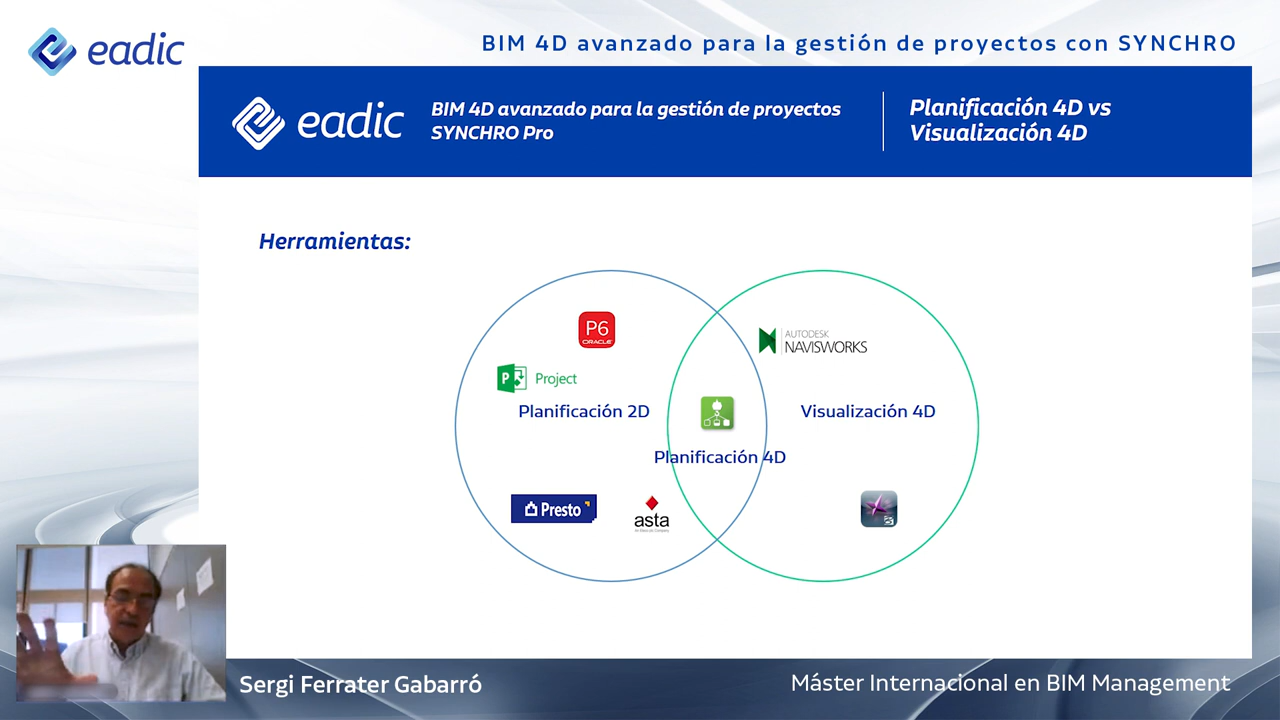 eadic
BIM 4D avanzado para la gestión de proyectos con SYNCHRO
eadic
BIM 4D avanzado para la gestión de proyectos
SYNCHRO Pro
Planificación 4D vs
Visualización 4D
Herramientas:
P6
ORACLE
AUTODESK
NAVISWORKS
P
Project
Planificación 2D
Visualización 4D
Planificación 4D
Presto
asta
Sergi Ferrater Gabarró
Máster Internacional en BIM Management